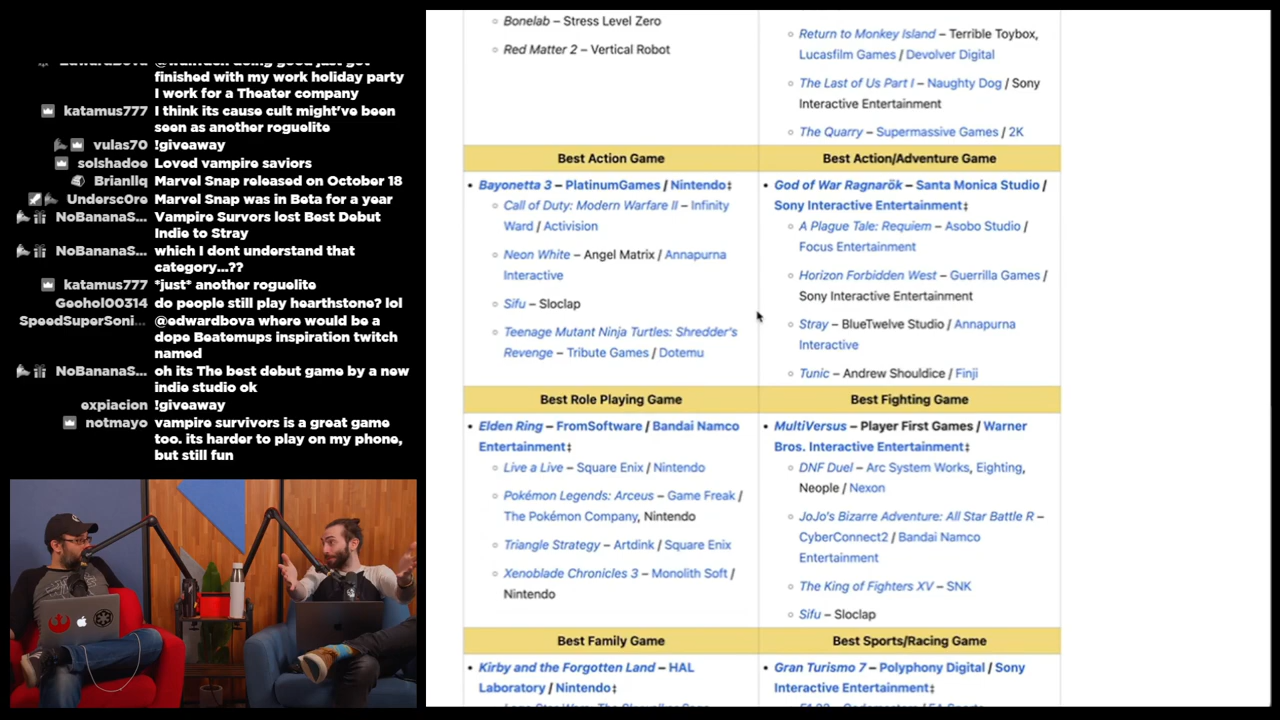 @wainfaun doing good just got
finished with my work holiday party
I work for a Theater company
katamus777 I think its cause cult might've been
seen as another roguelite
vulas70 !giveaway
solshadoe Loved vampire saviors
Brianllq Marvel Snap released on October 18
Undersc0re Marvel Snap was in Beta for a year
NoBananaS... Vampire Survors lost Best Debut
Indie to Stray
NoBananaS... which I dont understand that
category...??
katamus777 *just* another roguelite
Geohol00314 do people still play hearthstone? lol
SpeedSuperSoni... @edwardbova where would be a
dope Beanie ups inspiration twitch
named
NoBananaS... oh its The best debut game by a new
indie studio ok
expiacion !giveaway
notmayo vampire survivors is a great game
too. its harder to play on my phone,
but still fun
Bonelab – Stress Level Zero
Red Matter 2 – Vertical Robot
Return to Monkey Island – Terrible Toybox,
Lucasfilm Games / Devolver Digital
The Last of Us Part I – Naughty Dog / Sony
Interactive Entertainment
The Quarry – Supermassive Games / 2K
Best Action Game
Bayonetta 3 – PlatinumGames / Nintendo‡
Call of Duty: Modern Warfare II – Infinity
Ward / Activision
Neon White – Angel Matrix / Annapurna
Interactive
Sifu – Sloclap
Teenage Mutant Ninja Turtles: Shredder's
Revenge – Tribute Games / Dotemu
Best Action/Adventure Game
God of War Ragnarök – Santa Monica Studio /
Sony Interactive Entertainment‡
A Plague Tale: Requiem – Asobo Studio /
Focus Entertainment
Horizon Forbidden West – Guerrilla Games /
Sony Interactive Entertainment
Stray – BlueTwelve Studio / Annapurna
Interactive
Tunic – Andrew Shouldice / Finji
Best Role Playing Game
Elden Ring – FromSoftware / Bandai Namco
Entertainment‡
Live a Live – Square Enix / Nintendo
Pokémon Legends: Arceus – Game Freak /
The Pokémon Company, Nintendo
Triangle Strategy – Artdink / Square Enix
Xenoblade Chronicles 3 – Monolith Soft /
Nintendo
Best Fighting Game
MultiVersus – Player First Games / Warner
Bros. Interactive Entertainment‡
DNF Duel – Arc System Works, Eighting,
Neople / Nexon
JoJo's Bizarre Adventure: All Star Battle R –
CyberConnect2 / Bandai Namco
Entertainment
The King of Fighters XV – SNK
Sifu – Sloclap
Best Family Game
Kirby and the Forgotten Land – HAL
Laboratory / Nintendo‡
Best Sports/Racing Game
Gran Turismo 7 – Polyphony Digital / Sony
Interactive Entertainment‡